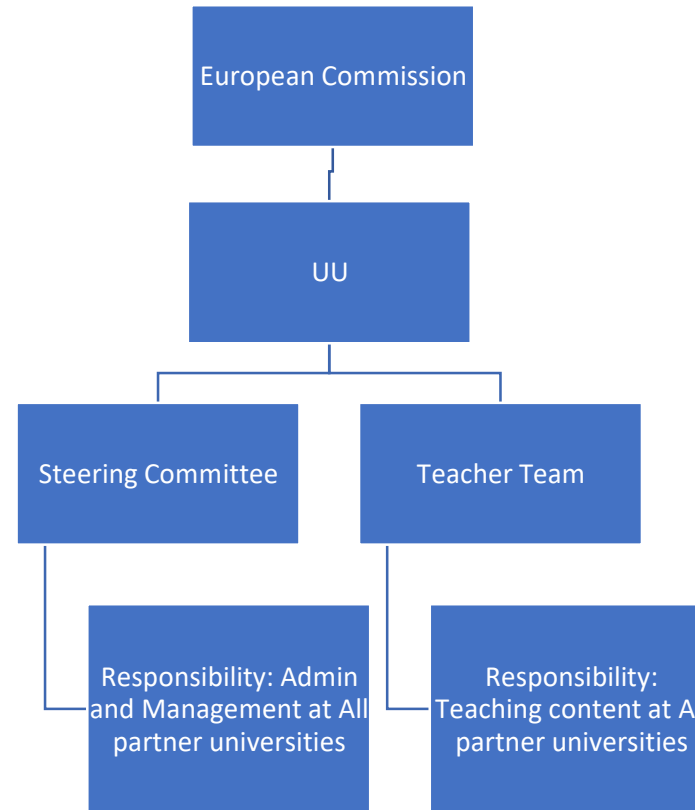 European Commission
UU
Steering Committee
Teacher Team
Responsibility: Admin
and Management at All
partner universities
Responsibility:
Teaching content at A
partner universities